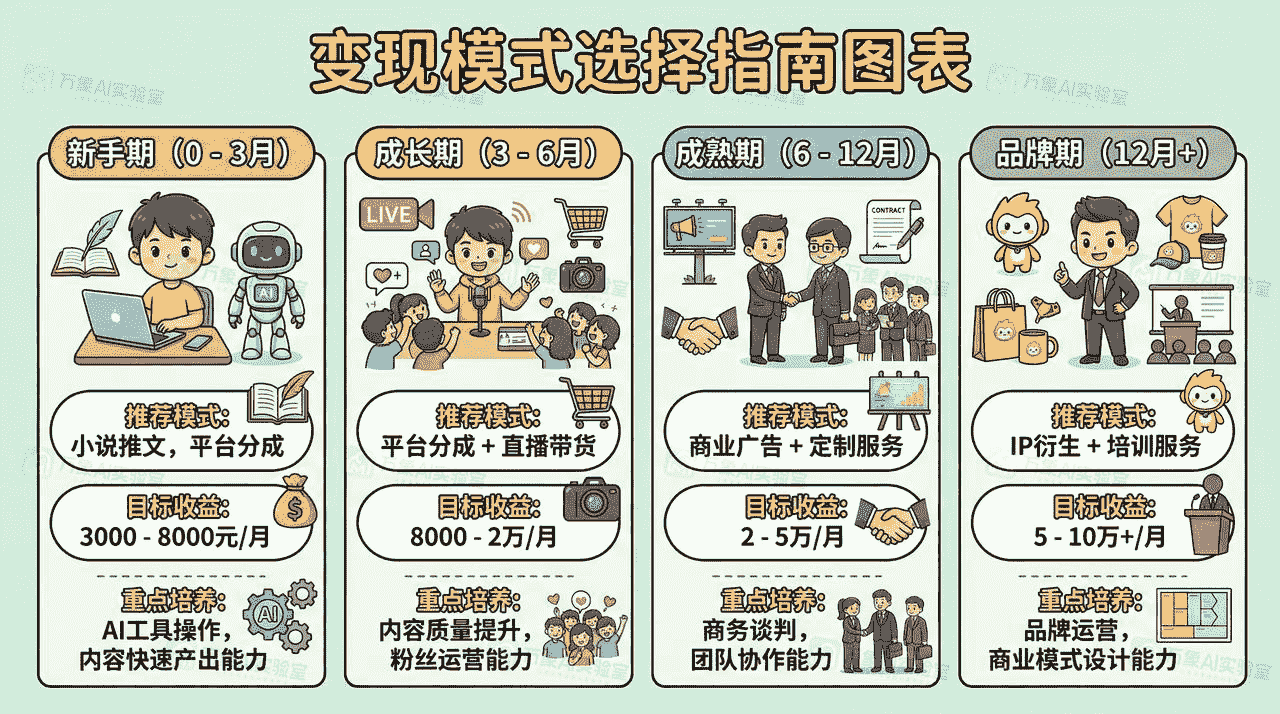 变现模式选择指南图表
万象AI实验室
万象AI实验室
新手期（0 - 3月）
AI
推荐模式:
小说推文，平台分成
目标收益:
$
3000 - 8000元/月
重点培养:
AI
AI工具操作，
内容快速产出能力
成长期（3 - 6月）
LIVE
推荐模式:
平台分成 + 直播带货
目标收益:
8000 - 2万/月
重点培养:
内容质量提升，
粉丝运营能力
成熟期（6 - 12月）
CONTRACT
推荐模式:
商业广告 + 定制服务
目标收益:
2 - 5万/月
重点培养:
商务谈判，
团队协作能力
品牌期（12月+）
推荐模式:
IP衍生 + 培训服务
目标收益:
5 - 10万+/月
重点培养:
品牌运营，
商业模式设计能力